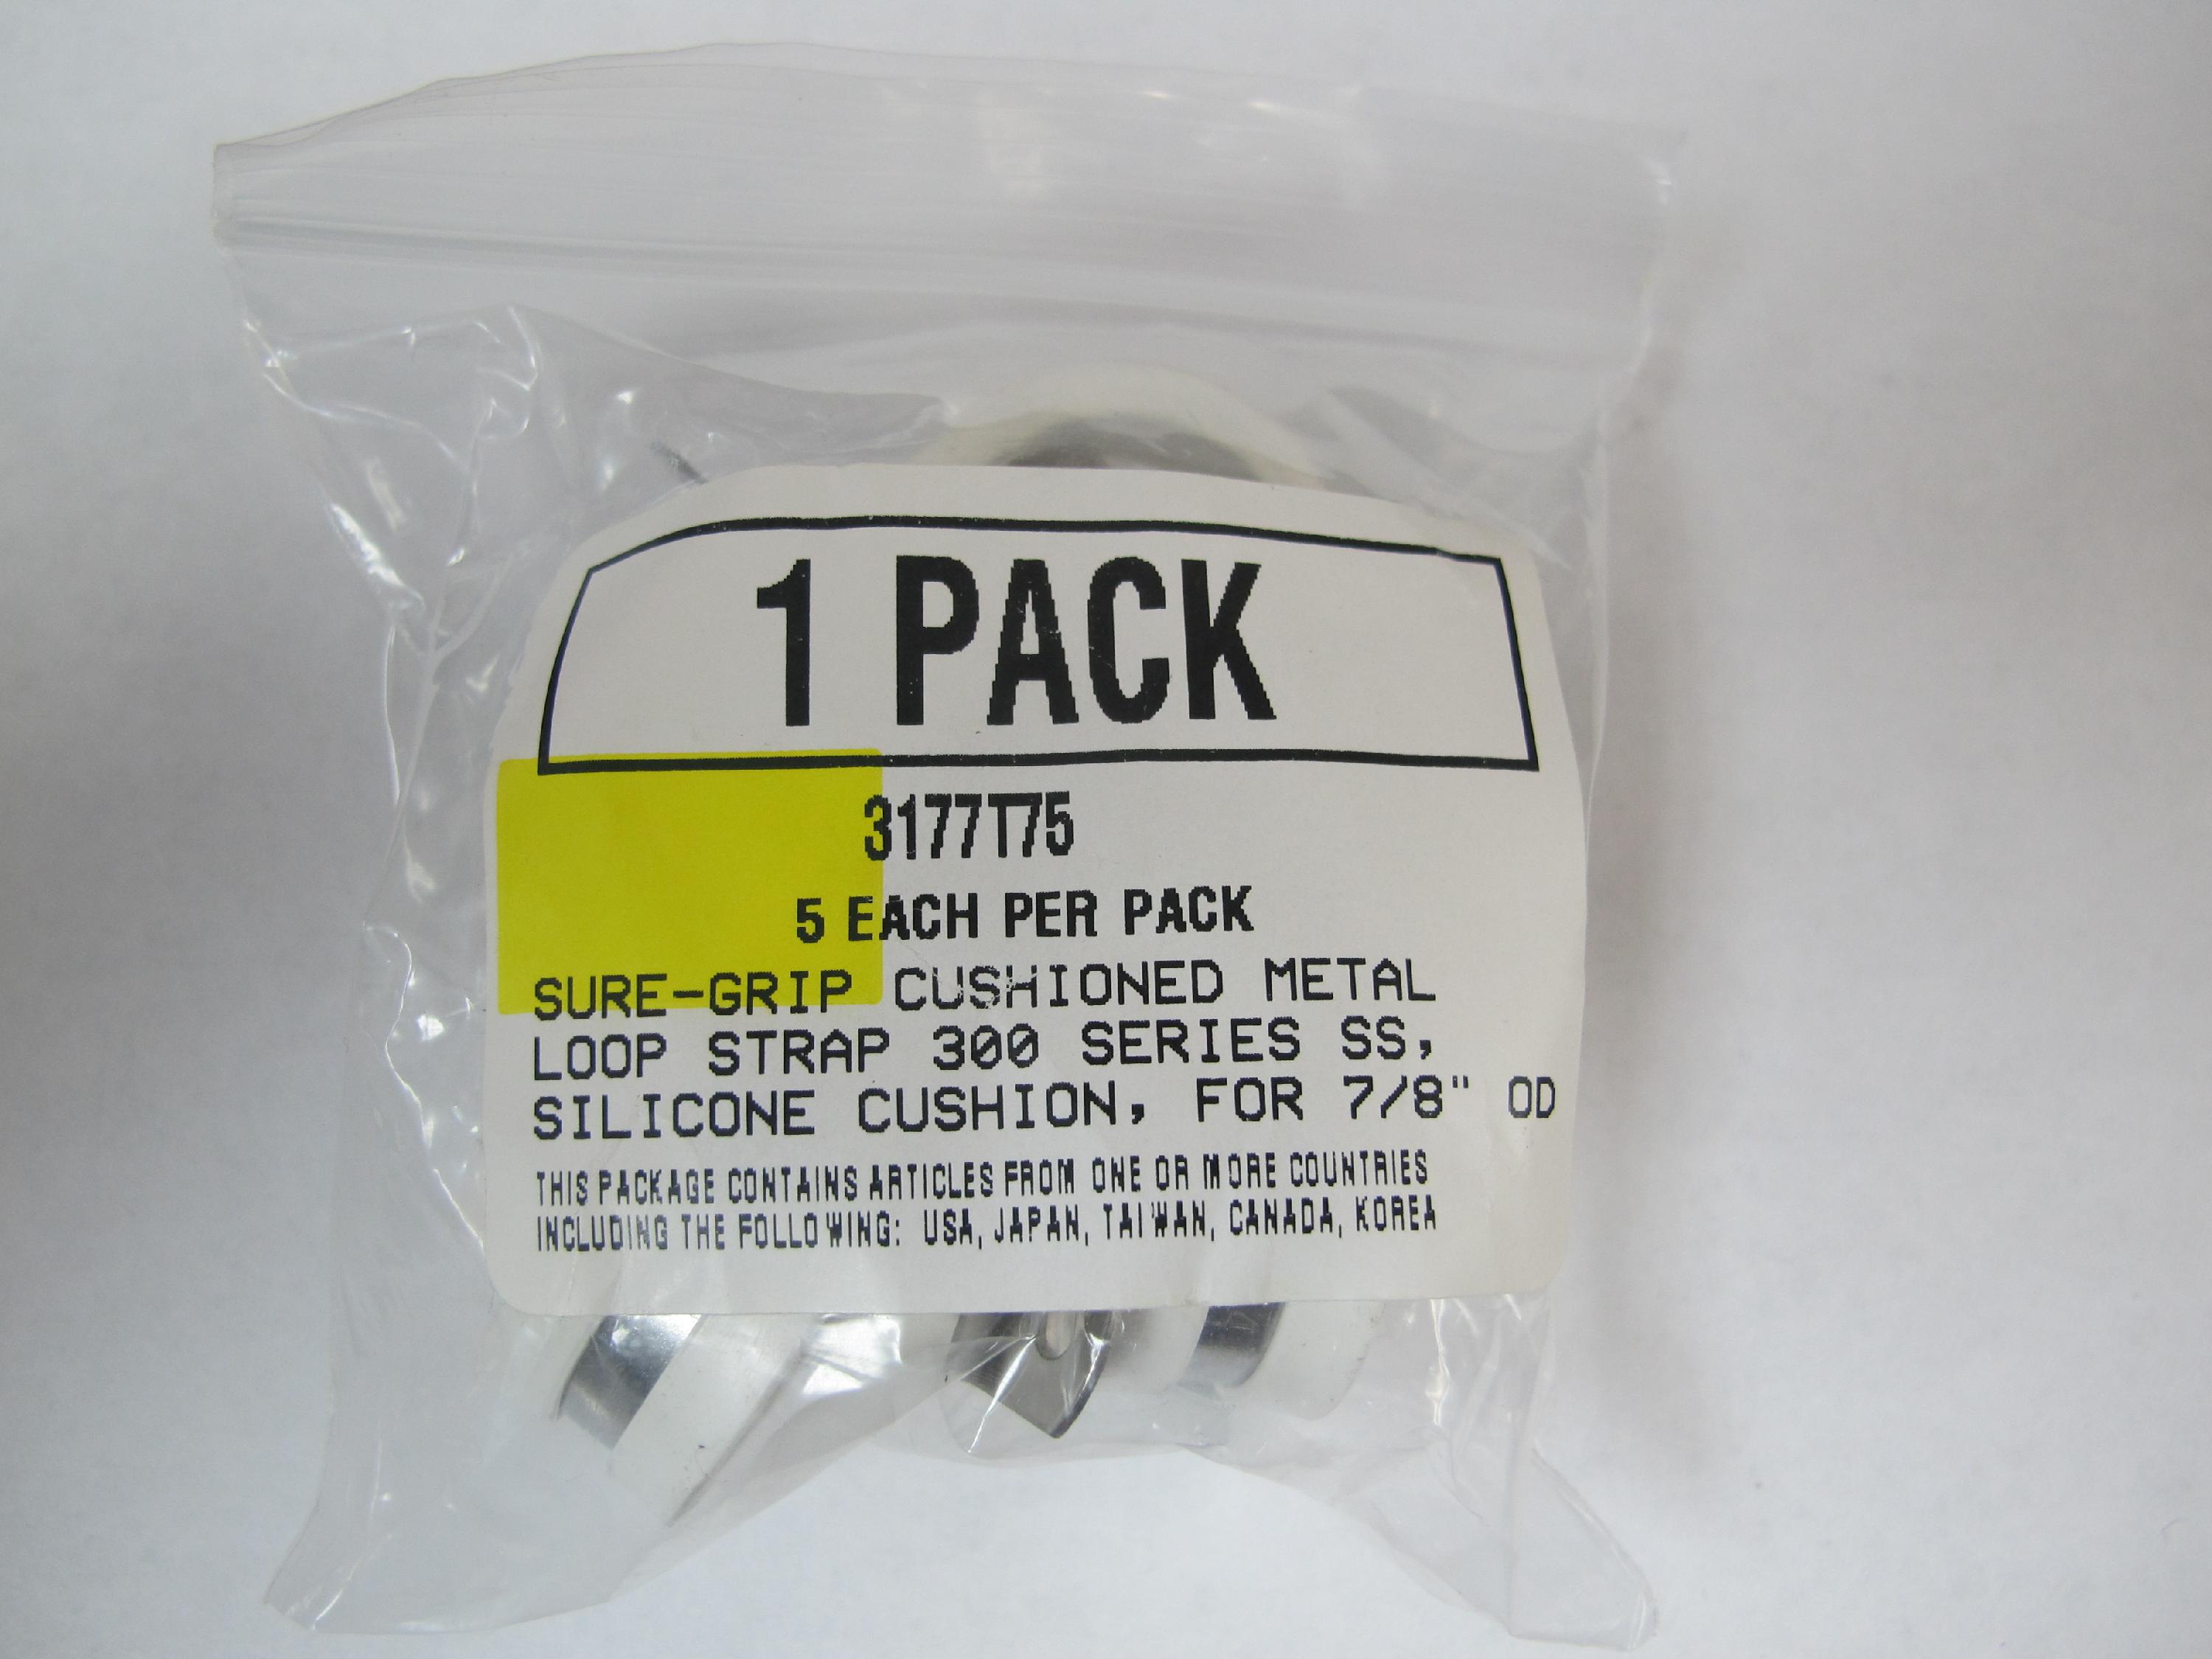 1 PACK
3177T75
5 EACH PER PACK
SURE-GRIP CUSHIONED METAL
LOOP STRAP 300 SERIES SS,
SILICONE CUSHION, FOR 7/8" OD
THIS PACKAGE CONTAINS ARTICLES FROM ONE OR MORE COUNTRIES
INCLUDING THE FOLLOWING: USA, JAPAN, TAIWAN, CANADA, KOREA